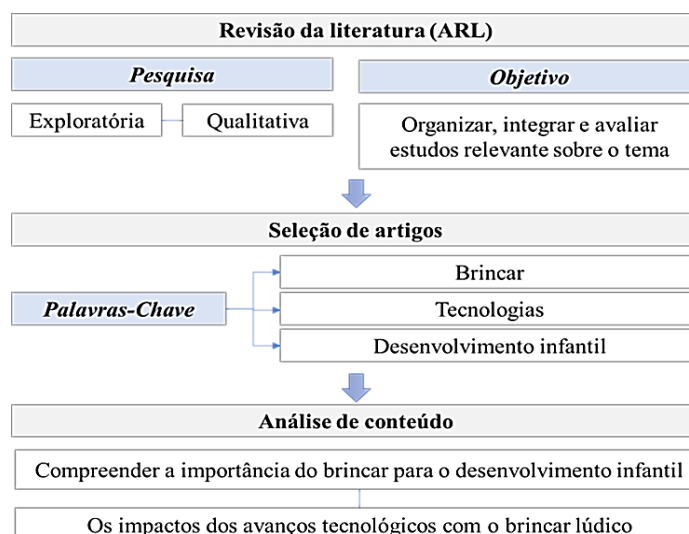 Revisão da literatura (ARL)
Pesquisa
Objetivo
Exploratória
Qualitativa
Organizar, integrar e avaliar
estudos relevante sobre o tema
Seleção de artigos
Palavras-Chave
Brincar
Tecnologias
Desenvolvimento infantil
Análise de conteúdo
Compreender a importância do brincar para o desenvolvimento infantil
Os impactos dos avanços tecnológicos com o brincar lúdico